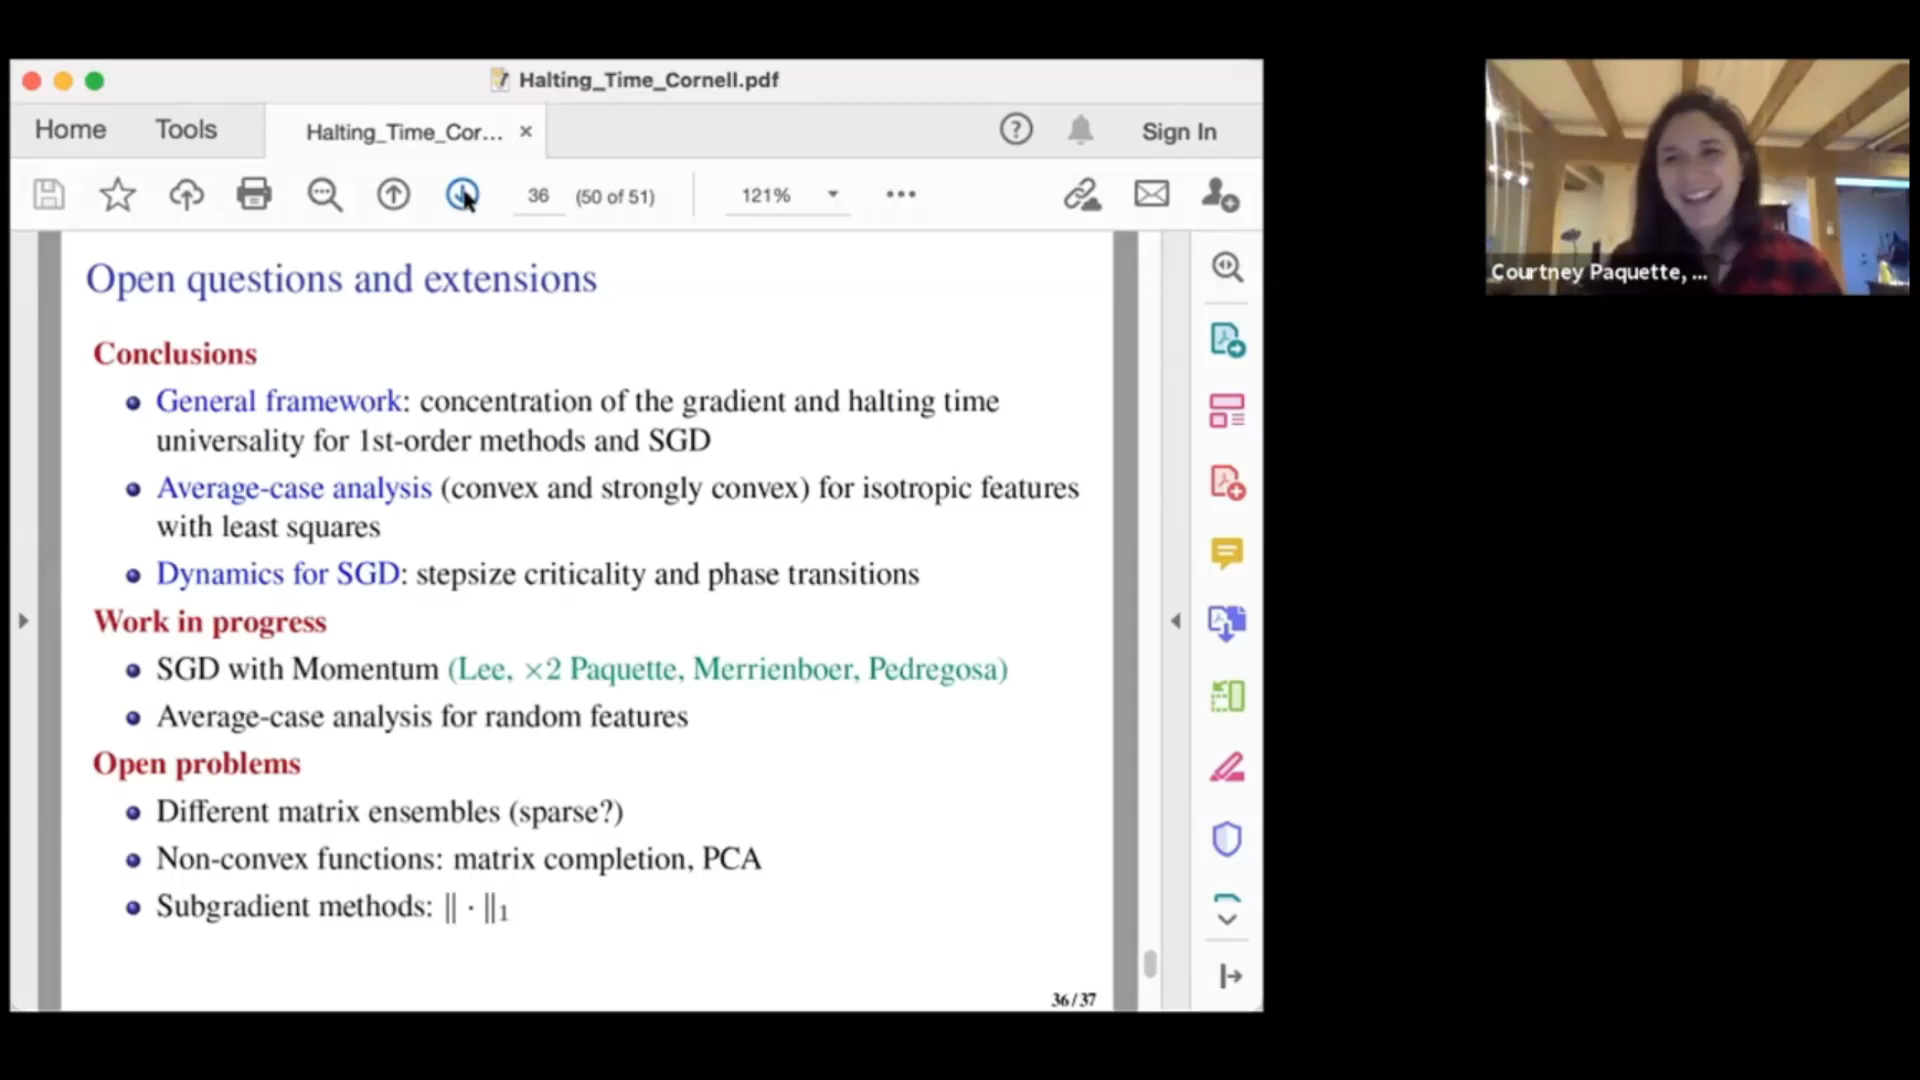 Halting_Time_Cornell.pdf
Home Tools Halting_Time_Cor... × ? Sign In
36 (50 of 51) 121%
Open questions and extensions
Conclusions
General framework: concentration of the gradient and halting time
universality for 1st-order methods and SGD
Average-case analysis (convex and strongly convex) for isotropic features
with least squares
Dynamics for SGD: stepsize criticality and phase transitions
Work in progress
SGD with Momentum (Lee, ×2 Paquette, Merrienboer, Pedregosa)
Average-case analysis for random features
Open problems
Different matrix ensembles (sparse?)
Non-convex functions: matrix completion, PCA
Subgradient methods: ‖ · ‖₁
36 / 37
Courtney Paquette, ...